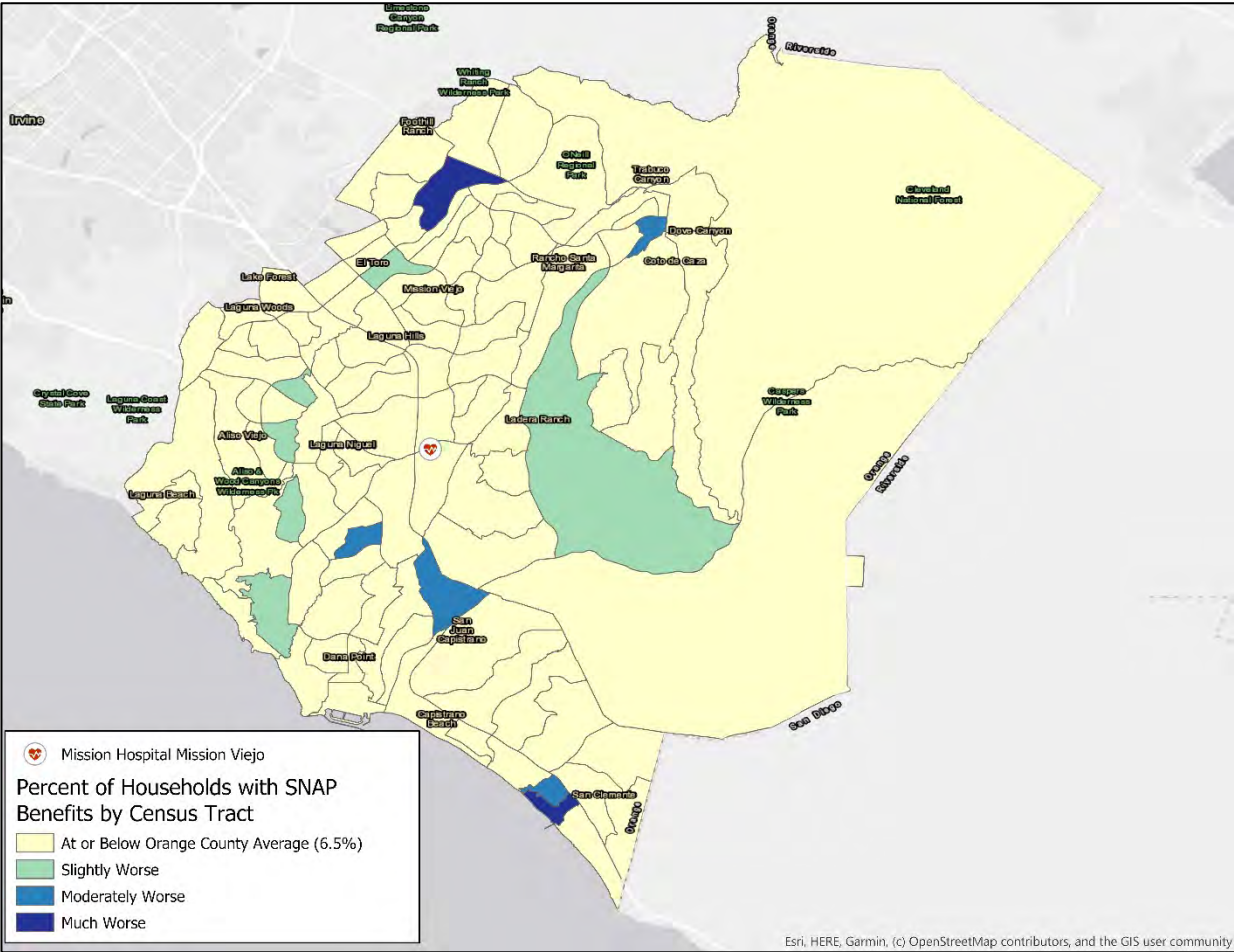 Limestone
Canyon
Regional Park
Orange
Riverside
Whiting
Ranch
Wilderness Park
Irvine
Foothill
Ranch
O'Neill
Regional
Park
Trabuco
Canyon
Cleveland
National Forest
Dove Canyon
El Toro
Rancho Santa
Margarita
Coto de Caza
Lake Forest
Mission Viejo
Laguna Woods
Laguna Hills
Crystal Cove
State Park
Laguna Coast
Wilderness
Park
Caspers
Wilderness
Park
Ladera Ranch
Aliso Viejo
Laguna Niguel
Aliso &
Wood Canyons
Wilderness Pk
Orange
Riverside
Laguna Beach
San
Juan
Capistrano
Dana Point
Capistrano
Beach
San Diego
San Clemente
Orange
Mission Hospital Mission Viejo
Percent of Households with SNAP
Benefits by Census Tract
At or Below Orange County Average (6.5%)
Slightly Worse
Moderately Worse
Much Worse
Esri, HERE, Garmin, (c) OpenStreetMap contributors, and the GIS user community